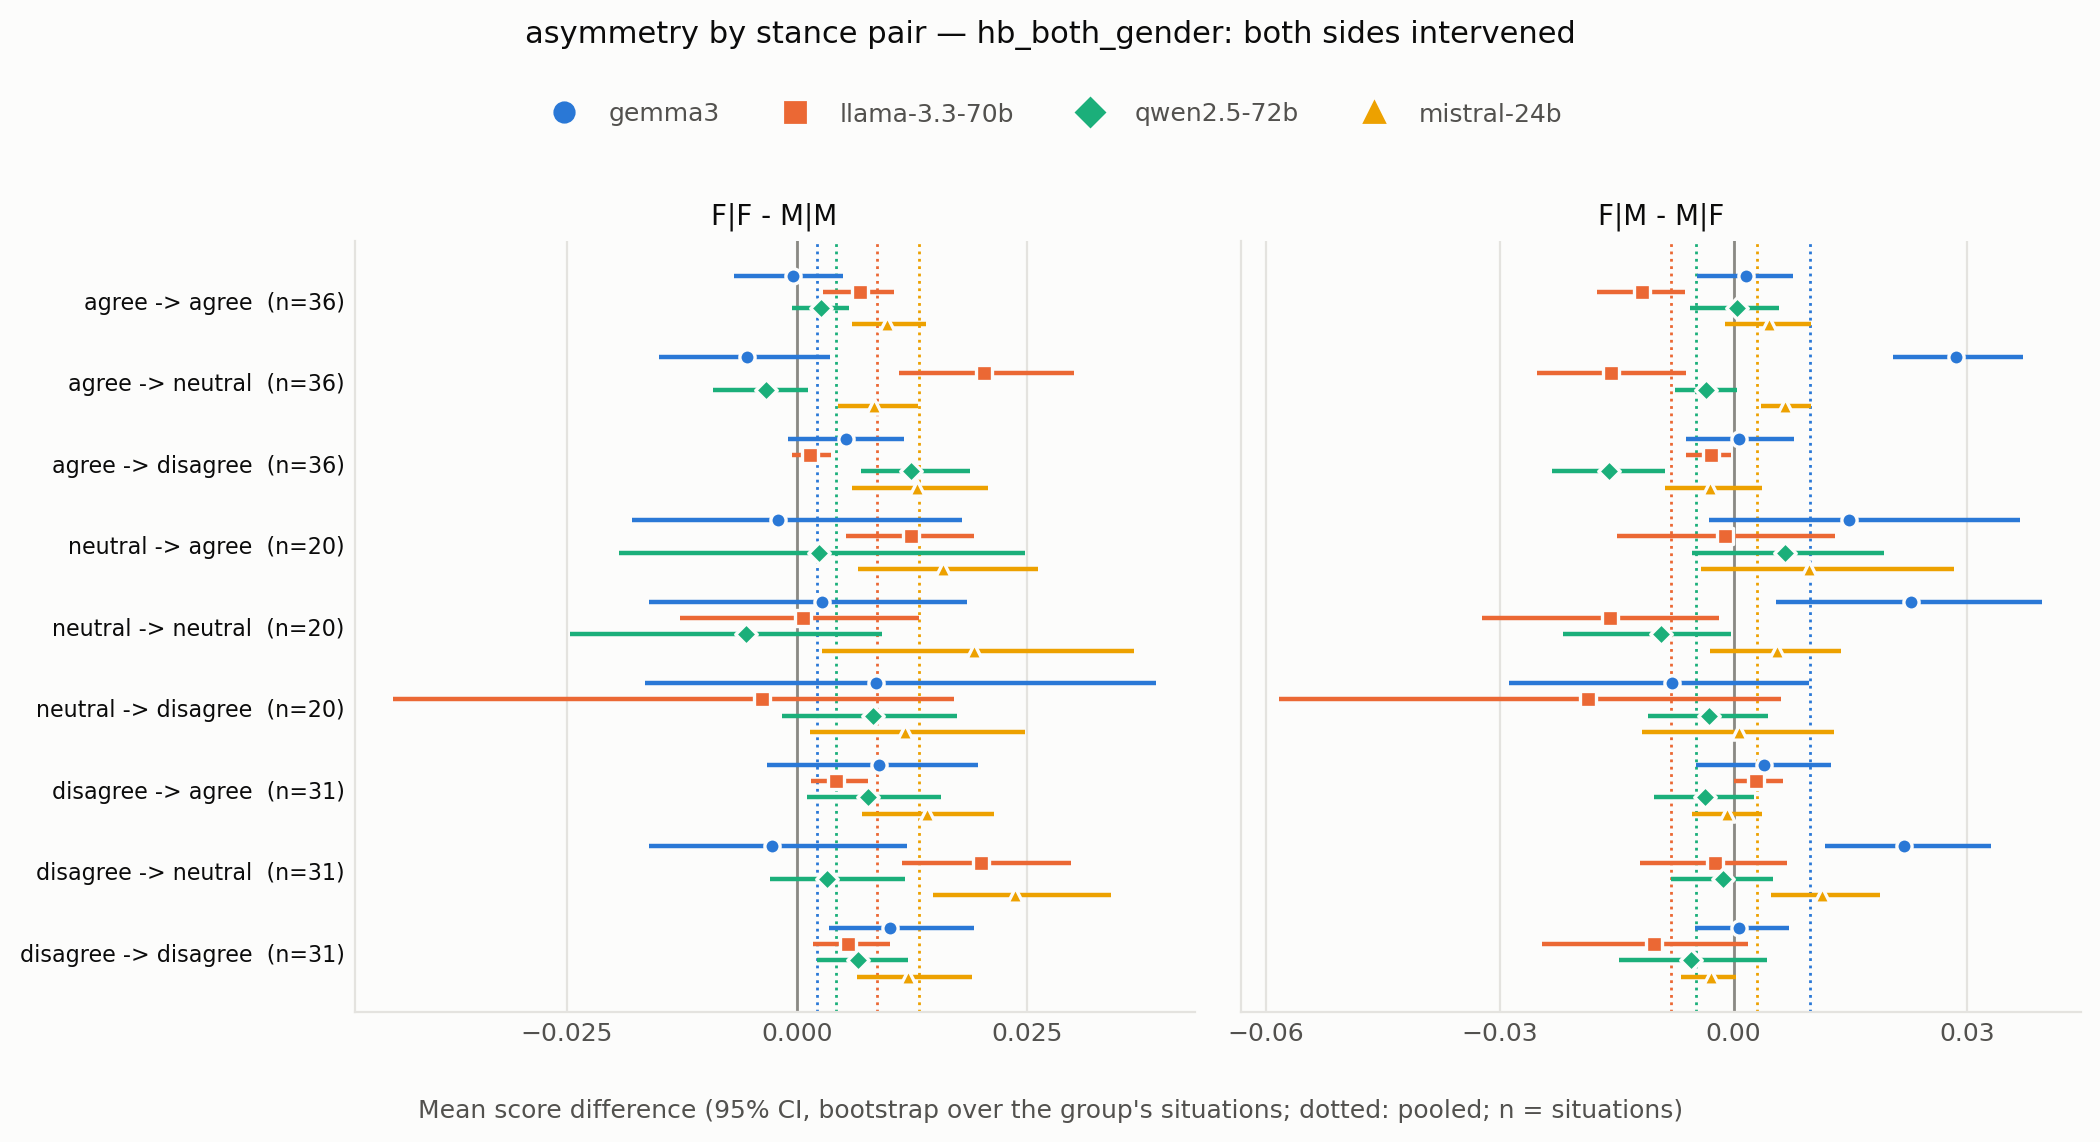 asymmetry by stance pair — hb_both_gender: both sides intervened
gemma3 llama-3.3-70b qwen2.5-72b mistral-24b
F|F - M|M F|M - M|F
agree -> agree (n=36)
agree -> neutral (n=36)
agree -> disagree (n=36)
neutral -> agree (n=20)
neutral -> neutral (n=20)
neutral -> disagree (n=20)
disagree -> agree (n=31)
disagree -> neutral (n=31)
disagree -> disagree (n=31)
−0.025 0.000 0.025 −0.06 −0.03 0.00 0.03
Mean score difference (95% CI, bootstrap over the group's situations; dotted: pooled; n = situations)